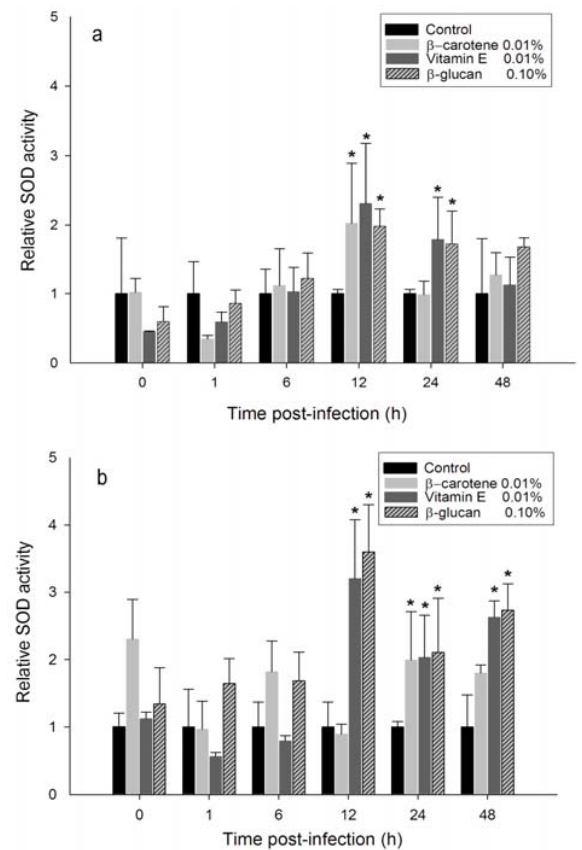 a
Control
β–carotene 0.01%
Vitamin E 0.01%
β-glucan 0.10%
5
4
3
2
1
0
Relative SOD activity
* * *
* *
0 1 6 12 24 48
Time post-infection (h)
b
Control
β–carotene 0.01%
Vitamin E 0.01%
β-glucan 0.10%
5
4
3
2
1
0
Relative SOD activity
* *
* * *
* *
0 1 6 12 24 48
Time post-infection (h)